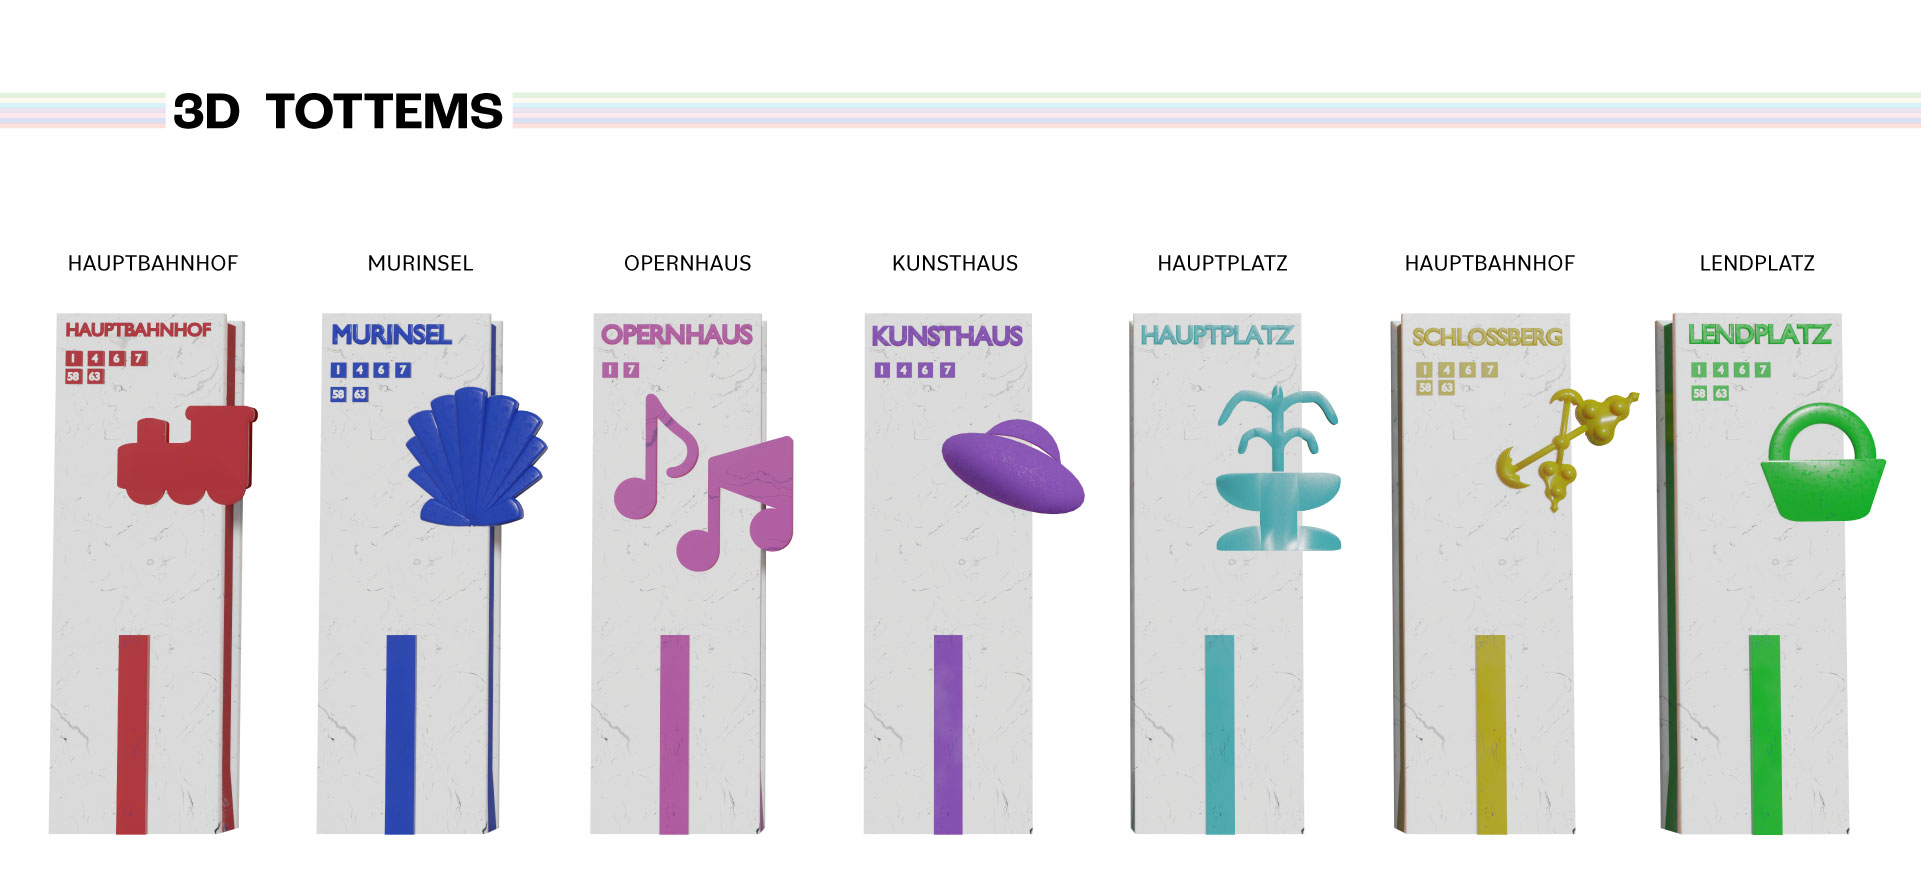 3D TOTTEMS
HAUPTBAHNHOF
MURINSEL
OPERNHAUS
KUNSTHAUS
HAUPTPLATZ
HAUPTBAHNHOF
LENDPLATZ
HAUPTBAHNHOF
1 4 6 7
58 63
MURINSEL
1 4 6 7
58 63
OPERNHAUS
1 7
KUNSTHAUS
1 4 6 7
HAUPTPLATZ
SCHLOSSBERG
1 4 6 7
58 63
LENDPLATZ
1 4 6 7
58 63